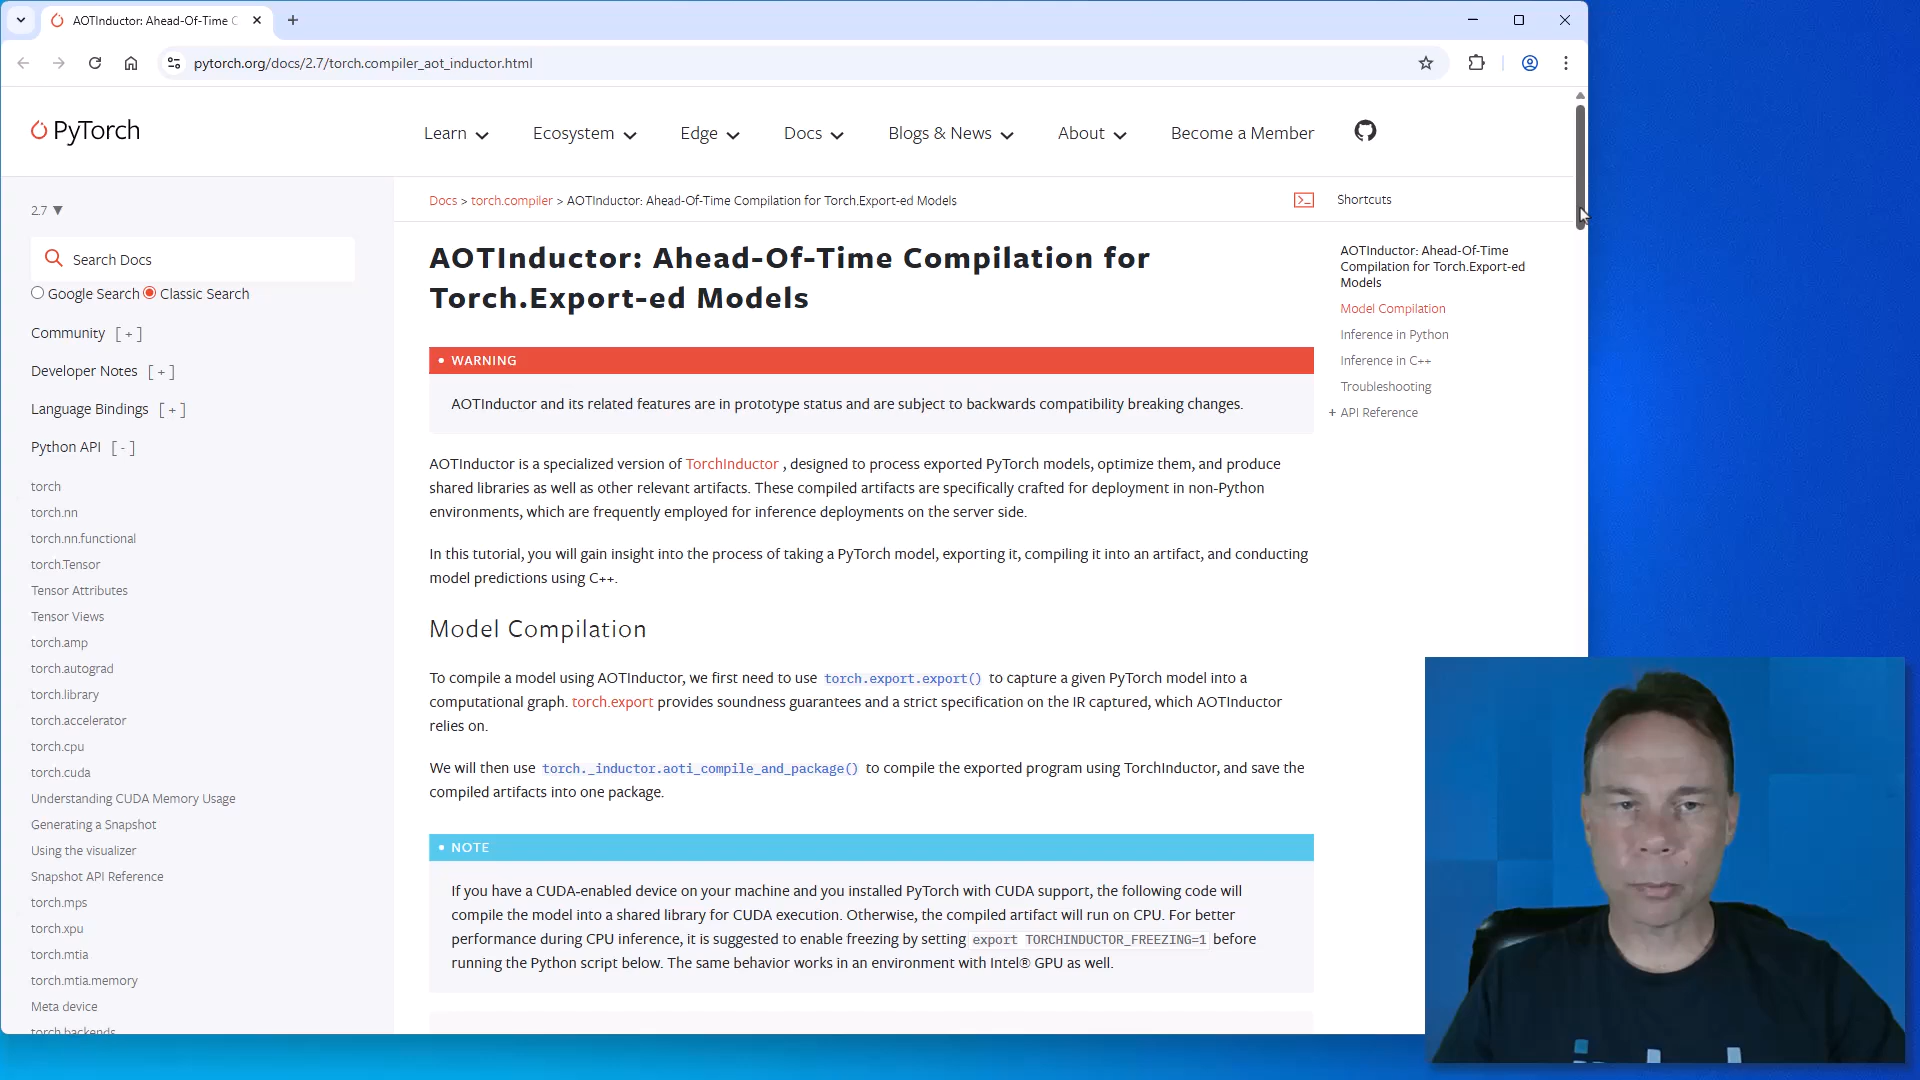 AOTInductor: Ahead-Of-Time C
pytorch.org/docs/2.7/torch.compiler_aot_inductor.html
PyTorch
Learn
Ecosystem
Edge
Docs
Blogs & News
About
Become a Member
2.7 ▼
Search Docs
Google Search Classic Search
Community [ + ]
Developer Notes [ + ]
Language Bindings [ + ]
Python API [ - ]
torch
torch.nn
torch.nn.functional
torch.Tensor
Tensor Attributes
Tensor Views
torch.amp
torch.autograd
torch.library
torch.accelerator
torch.cpu
torch.cuda
Understanding CUDA Memory Usage
Generating a Snapshot
Using the visualizer
Snapshot API Reference
torch.mps
torch.xpu
torch.mtia
torch.mtia.memory
Meta device
torch.backends
Docs > torch.compiler > AOTInductor: Ahead-Of-Time Compilation for Torch.Export-ed Models
AOTInductor: Ahead-Of-Time Compilation for
Torch.Export-ed Models
• WARNING
AOTInductor and its related features are in prototype status and are subject to backwards compatibility breaking changes.
AOTInductor is a specialized version of TorchInductor , designed to process exported PyTorch models, optimize them, and produce
shared libraries as well as other relevant artifacts. These compiled artifacts are specifically crafted for deployment in non-Python
environments, which are frequently employed for inference deployments on the server side.
In this tutorial, you will gain insight into the process of taking a PyTorch model, exporting it, compiling it into an artifact, and conducting
model predictions using C++.
Model Compilation
To compile a model using AOTInductor, we first need to use torch.export.export() to capture a given PyTorch model into a
computational graph. torch.export provides soundness guarantees and a strict specification on the IR captured, which AOTInductor
relies on.
We will then use torch._inductor.aoti_compile_and_package() to compile the exported program using TorchInductor, and save the
compiled artifacts into one package.
• NOTE
If you have a CUDA-enabled device on your machine and you installed PyTorch with CUDA support, the following code will
compile the model into a shared library for CUDA execution. Otherwise, the compiled artifact will run on CPU. For better
performance during CPU inference, it is suggested to enable freezing by setting export TORCHINDUCTOR_FREEZING=1 before
running the Python script below. The same behavior works in an environment with Intel® GPU as well.
Shortcuts
AOTInductor: Ahead-Of-Time
Compilation for Torch.Export-ed
Models
Model Compilation
Inference in Python
Inference in C++
Troubleshooting
+ API Reference